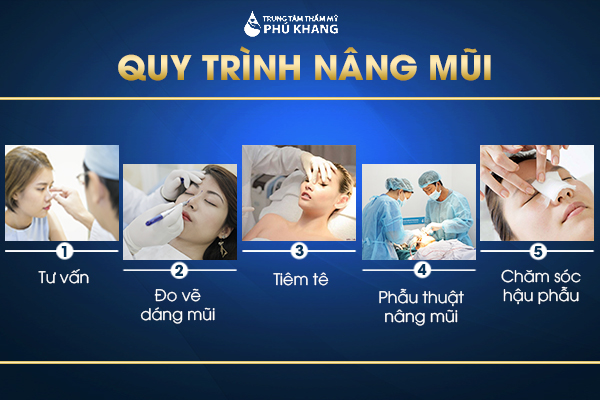 TRUNG TÂM THẨM MỸ
PHÚ KHANG
QUY TRÌNH NÂNG MŨI
1
Tư vấn
2
Đo vẽ
dáng mũi
3
Tiêm tê
4
Phẫu thuật
nâng mũi
5
Chăm sóc
hậu phẫu